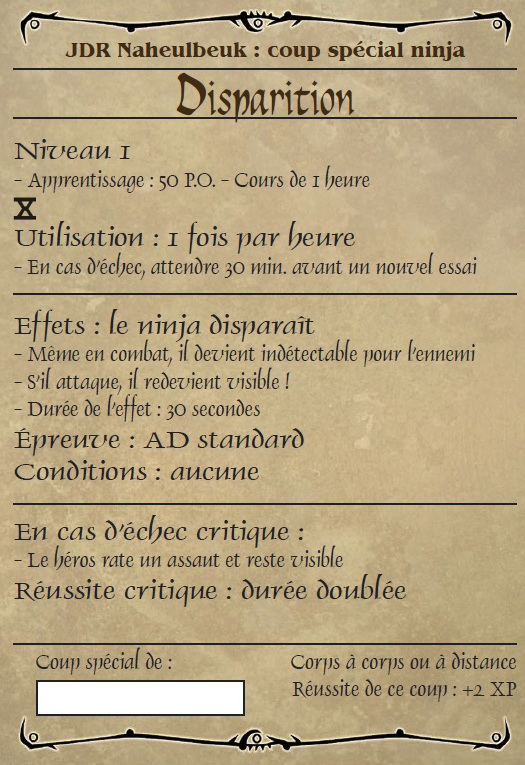 JDR Naheulbeuk : coup spécial ninja
Disparition
Niveau 1
- Apprentissage : 50 P.O. - Cours de 1 heure
Utilisation : 1 fois par heure
- En cas d'échec, attendre 30 min. avant un nouvel essai
Effets : le ninja disparaît
- Même en combat, il devient indétectable pour l'ennemi
- S'il attaque, il redevient visible !
- Durée de l'effet : 30 secondes
Épreuve : AD standard
Conditions : aucune
En cas d'échec critique :
- Le héros rate un assaut et reste visible
Réussite critique : durée doublée
Coup spécial de :
Corps à corps ou à distance
Réussite de ce coup : +2 XP